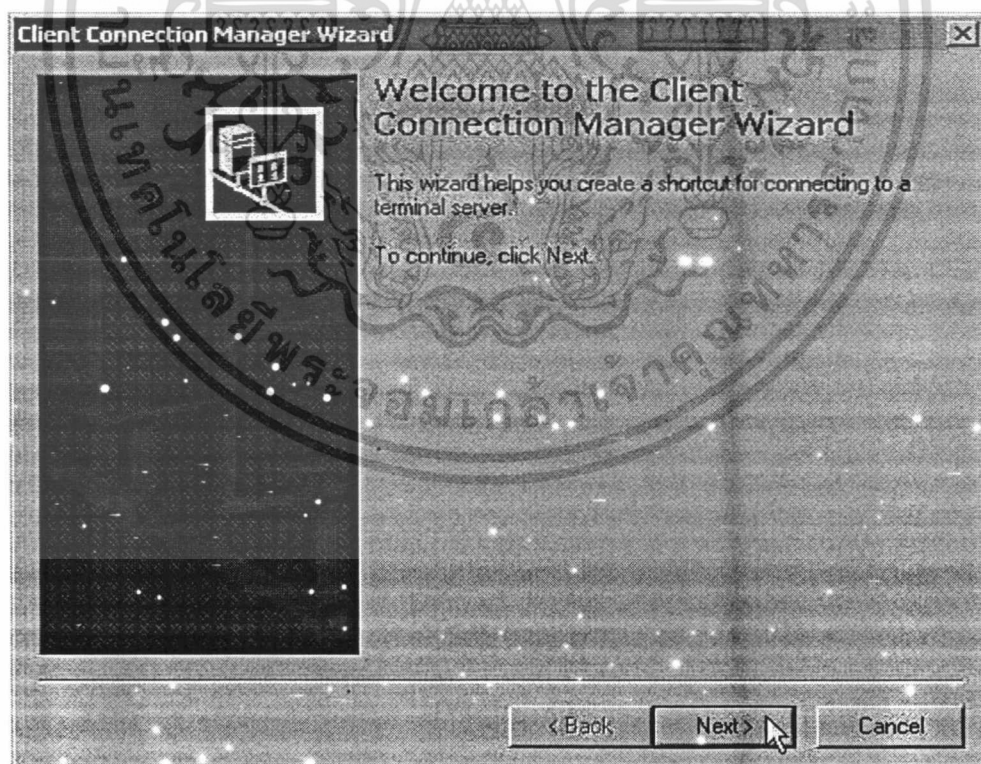 Client Connection Manager Wizard
Welcome to the Client
Connection Manager Wizard
This wizard helps you create a shortcut for connecting to a
terminal server.
To continue, click Next.
< Back
Next >
Cancel